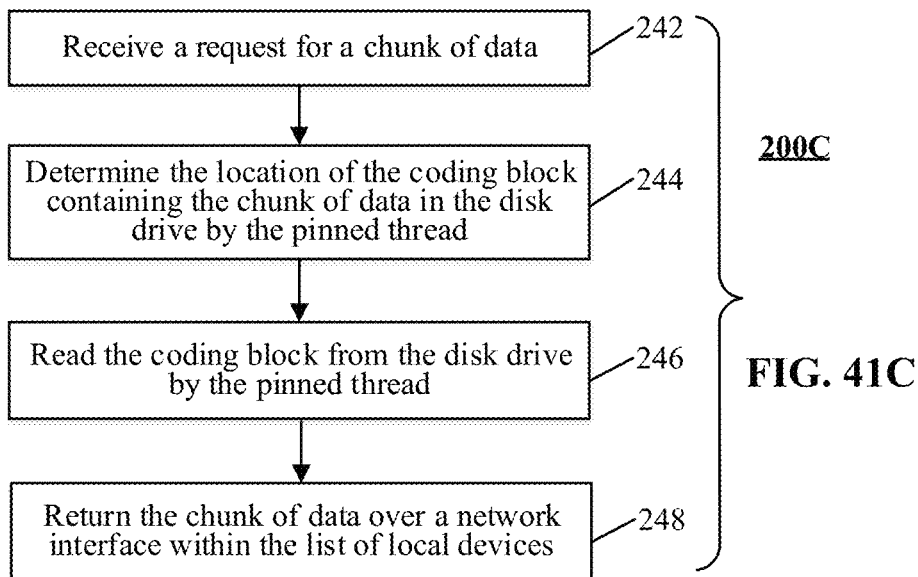 Receive a request for a chunk of data
242
Determine the location of the coding block
containing the chunk of data in the disk
drive by the pinned thread
244
200C
Read the coding block from the disk drive
by the pinned thread
246
FIG. 41C
Return the chunk of data over a network
interface within the list of local devices
248